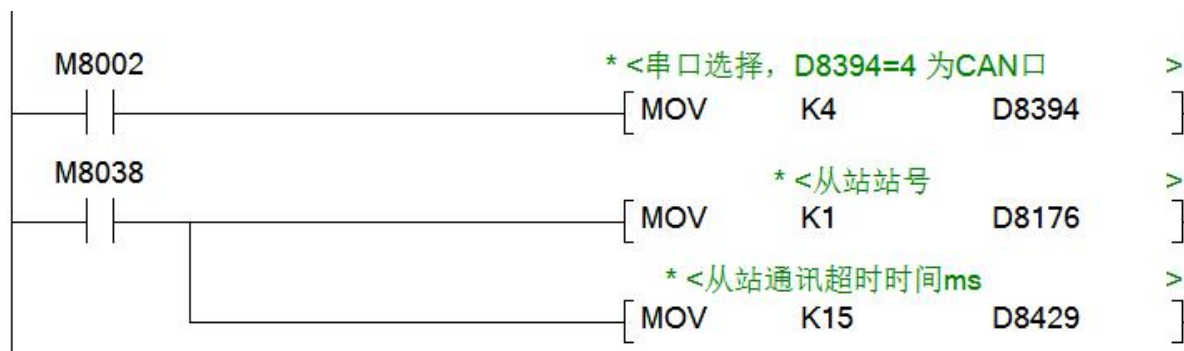 M8002
* <串口选择，D8394=4 为CAN口 >
[ MOV K4 D8394 ]
M8038
* <从站站号 >
[ MOV K1 D8176 ]
* <从站通讯超时时间ms >
[ MOV K15 D8429 ]